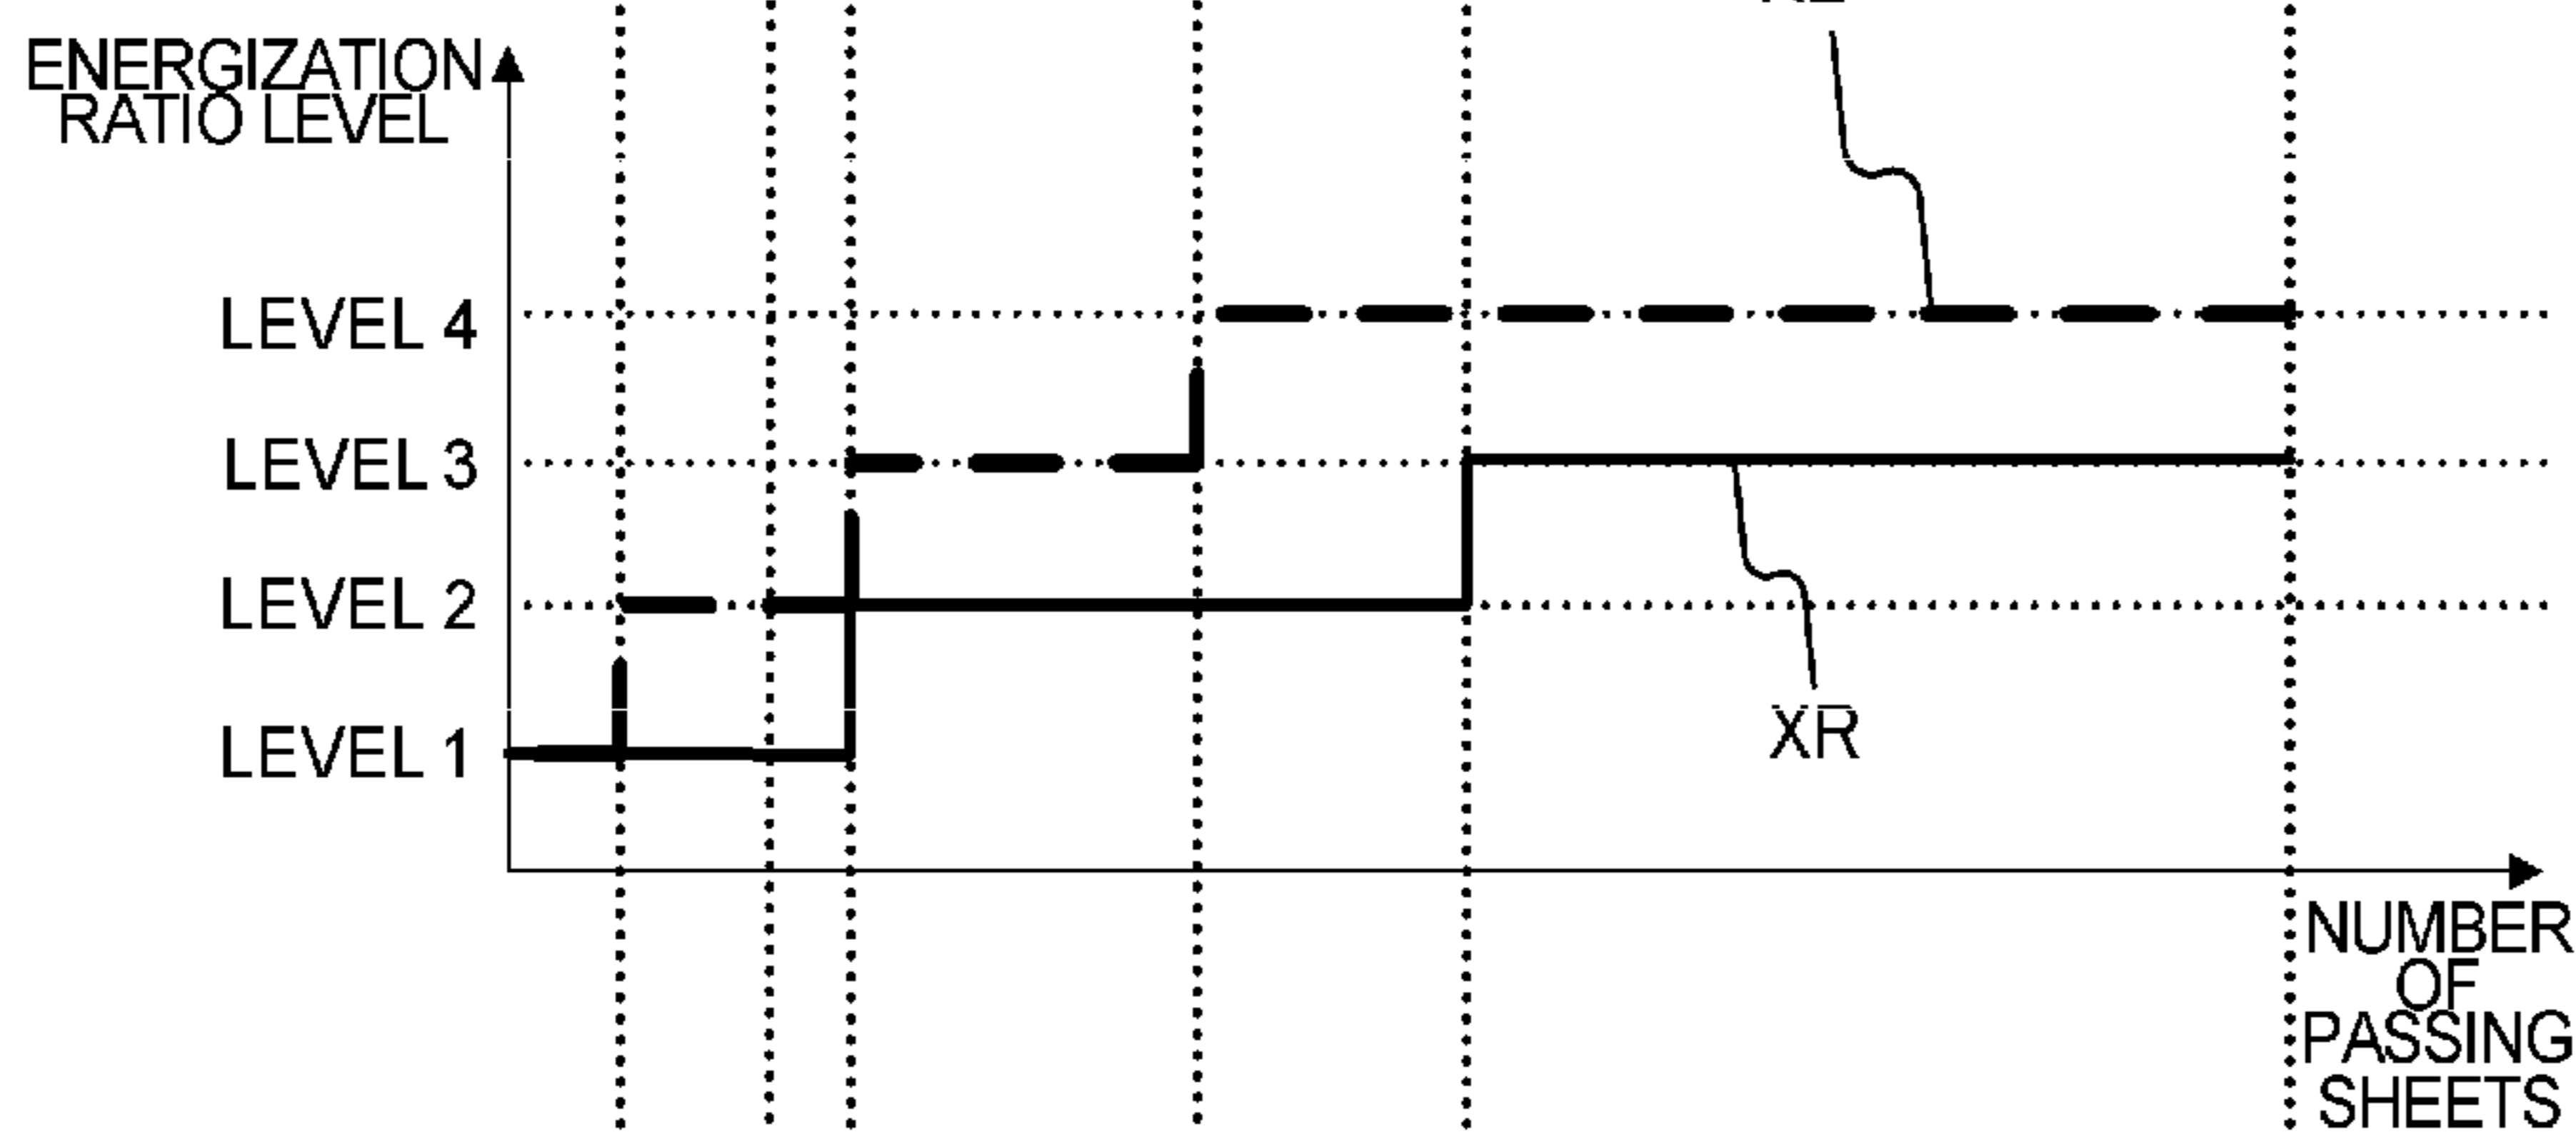 ENERGIZATION
RATIO LEVEL
LEVEL 4
LEVEL 3
LEVEL 2
LEVEL 1
XR
NUMBER
OF
PASSING
SHEETS